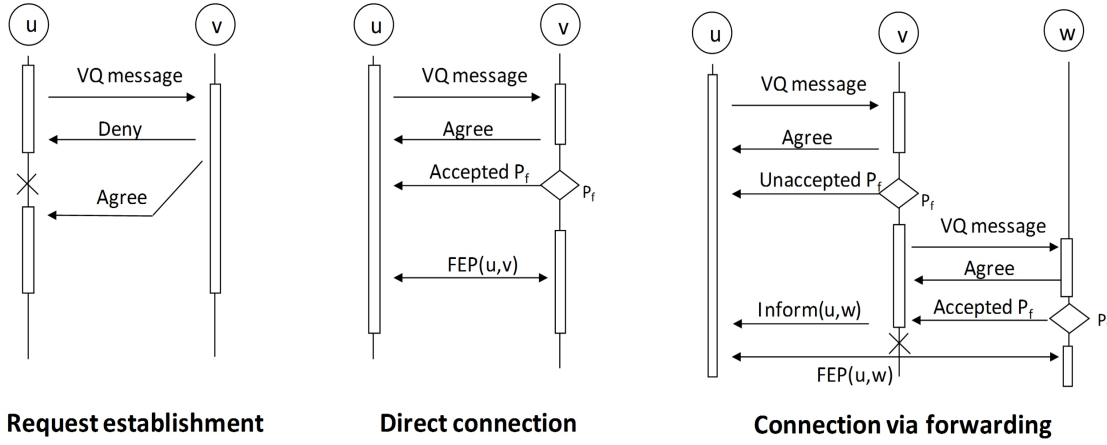 u
v
VQ message
Deny
Agree
Request establishment
u
v
VQ message
Agree
Accepted Pf
Pf
FEP(u,v)
Direct connection
u
v
w
VQ message
Agree
Unaccepted Pf
Pf
VQ message
Agree
Accepted Pf
P
Inform(u,w)
FEP(u,w)
Connection via forwarding